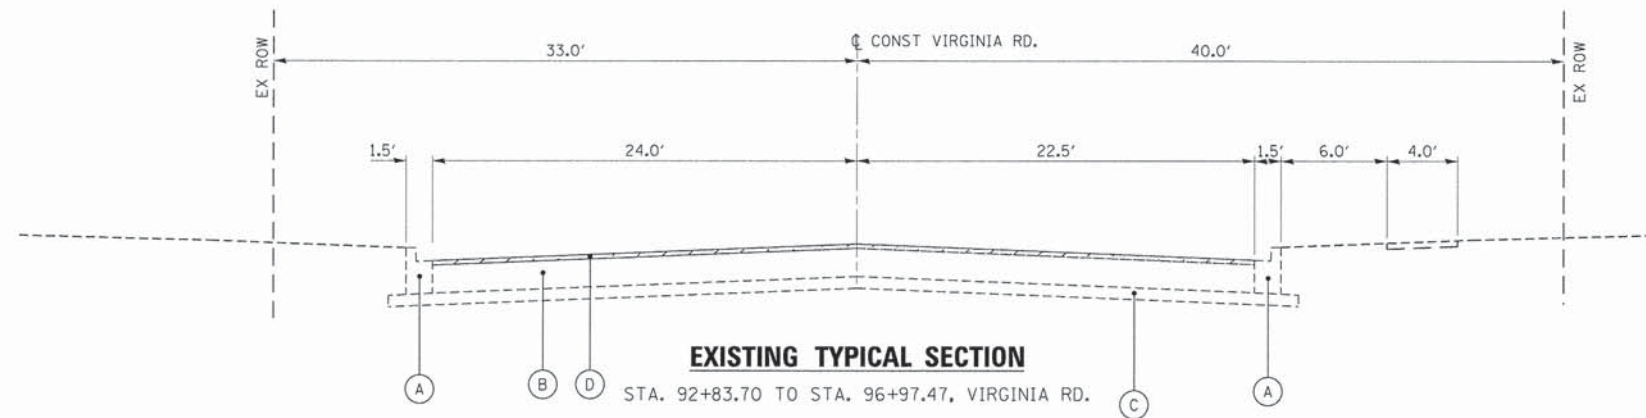 ℄ CONST VIRGINIA RD.
33.0'
40.0'
EX ROW
EX ROW
1.5'
24.0'
22.5'
1.5'
6.0'
4.0'
EXISTING TYPICAL SECTION
STA. 92+83.70 TO STA. 96+97.47, VIRGINIA RD.
A
B
D
C
A